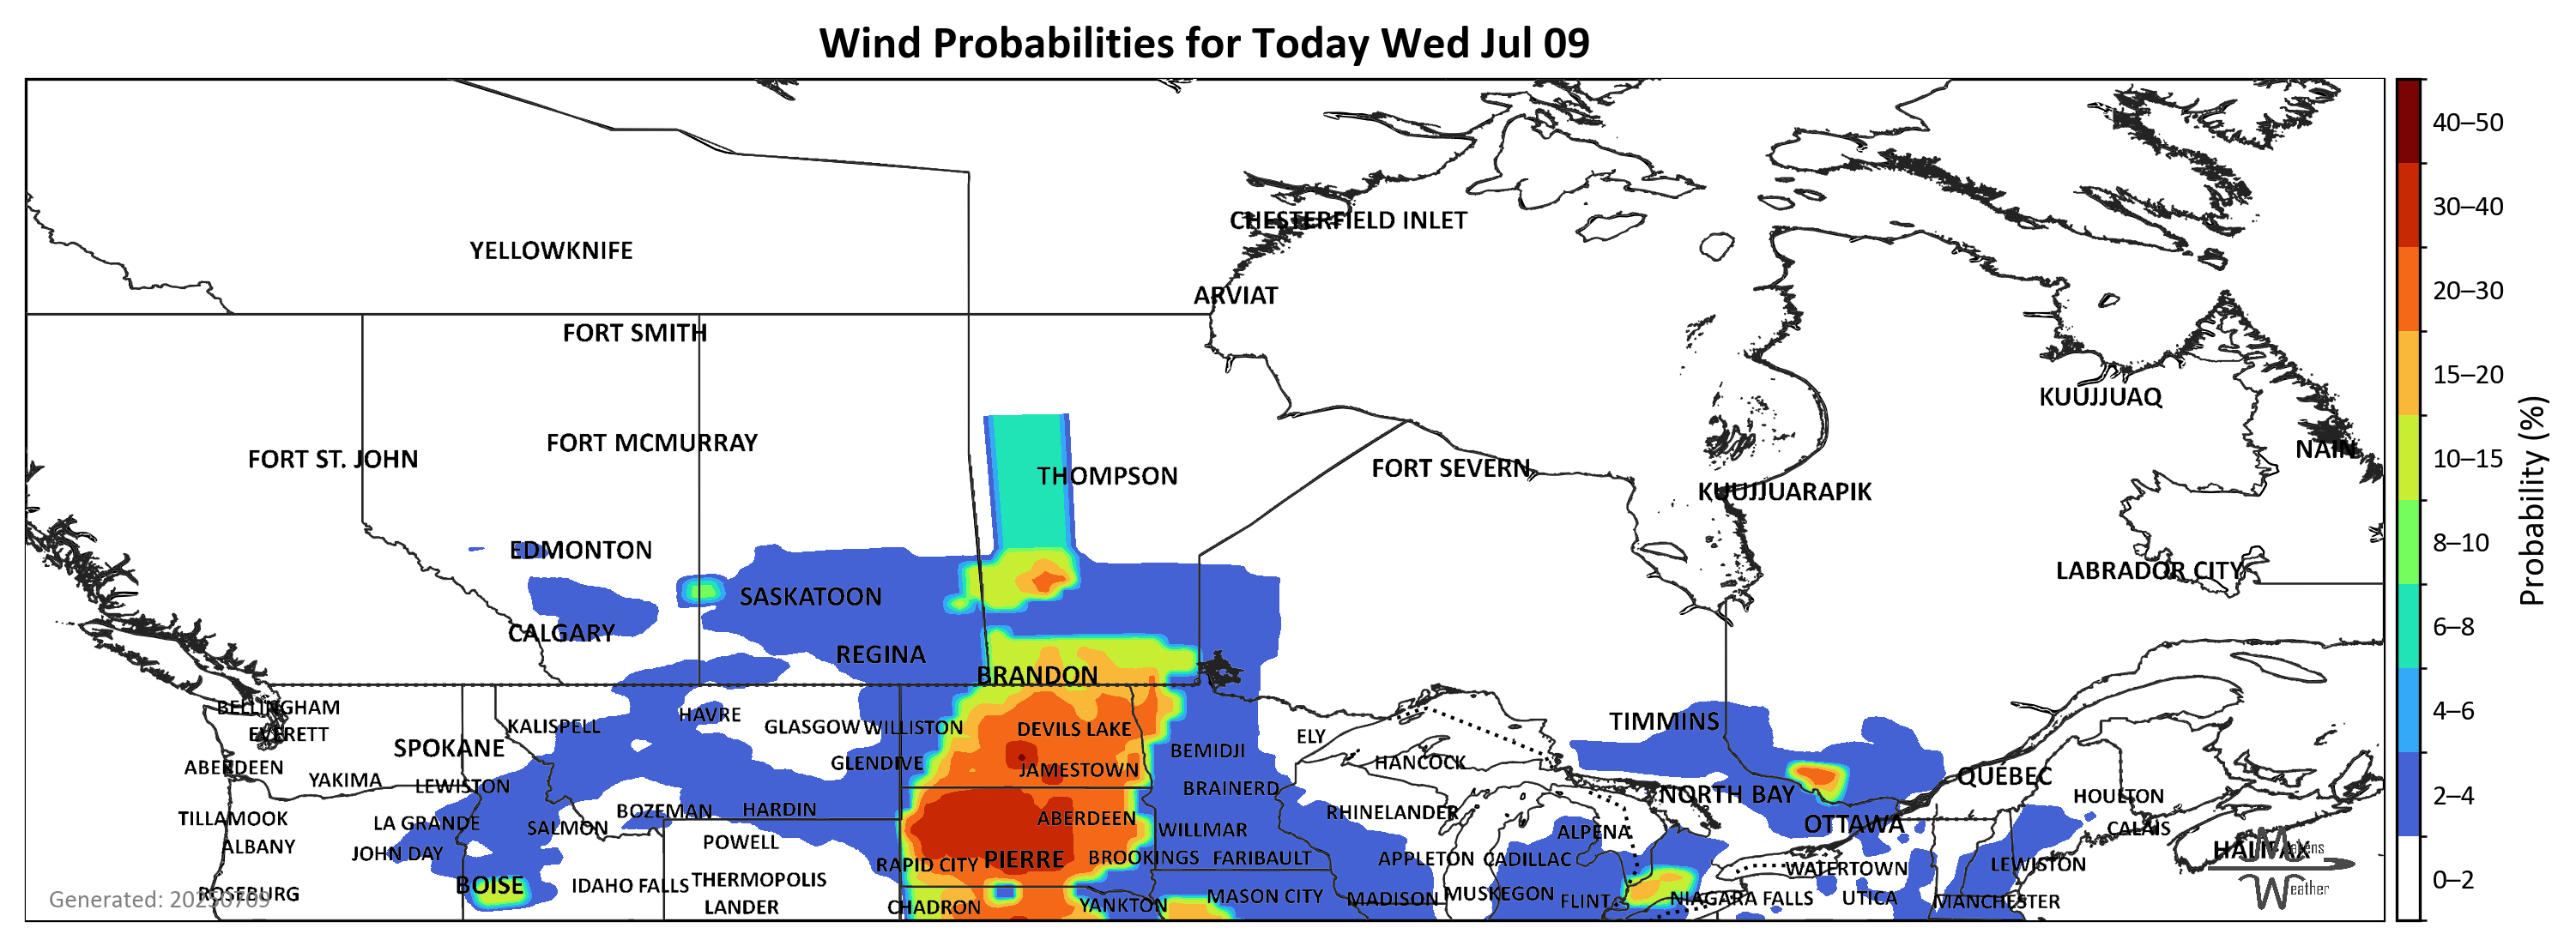 Wind Probabilities for Today Wed Jul 09
40–50
30–40
20–30
15–20
10–15
8–10
6–8
4–6
2–4
0–2
Probability (%)
CHESTERFIELD INLET
YELLOWKNIFE
ARVIAT
FORT SMITH
KUUJJUAQ
FORT MCMURRAY
NAIN
FORT ST. JOHN
FORT SEVERN
THOMPSON
KUUJJUARAPIK
EDMONTON
LABRADOR CITY
SASKATOON
CALGARY
REGINA
BRANDON
BELLINGHAM
HAVRE
TIMMINS
KALISPELL
GLASGOW
WILLISTON
DEVILS LAKE
EVERETT
ELY
SPOKANE
BEMIDJI
GLENDIVE
HANCOCK
ABERDEEN
JAMESTOWN
QUÉBEC
YAKIMA
LEWISTON
BRAINERD
NORTH BAY
HOULTON
BOZEMAN
HARDIN
RHINELANDER
TILLAMOOK
ABERDEEN
LA GRANDE
SALMON
WILLMAR
ALPENA
OTTAWA
CALAIS
POWELL
ALBANY
HALIFAX
JOHN DAY
RAPID CITY
PIERRE
BROOKINGS
FARIBAULT
APPLETON
CADILLAC
LEWISTON
WATERTOWN
BOISE
IDAHO FALLS
THERMOPOLIS
ROSEBURG
MASON CITY
MADISON
MUSKEGON
FLINT
NIAGARA FALLS
UTICA
MANCHESTER
LANDER
CHADRON
YANKTON
Weather
Generated: 20250709